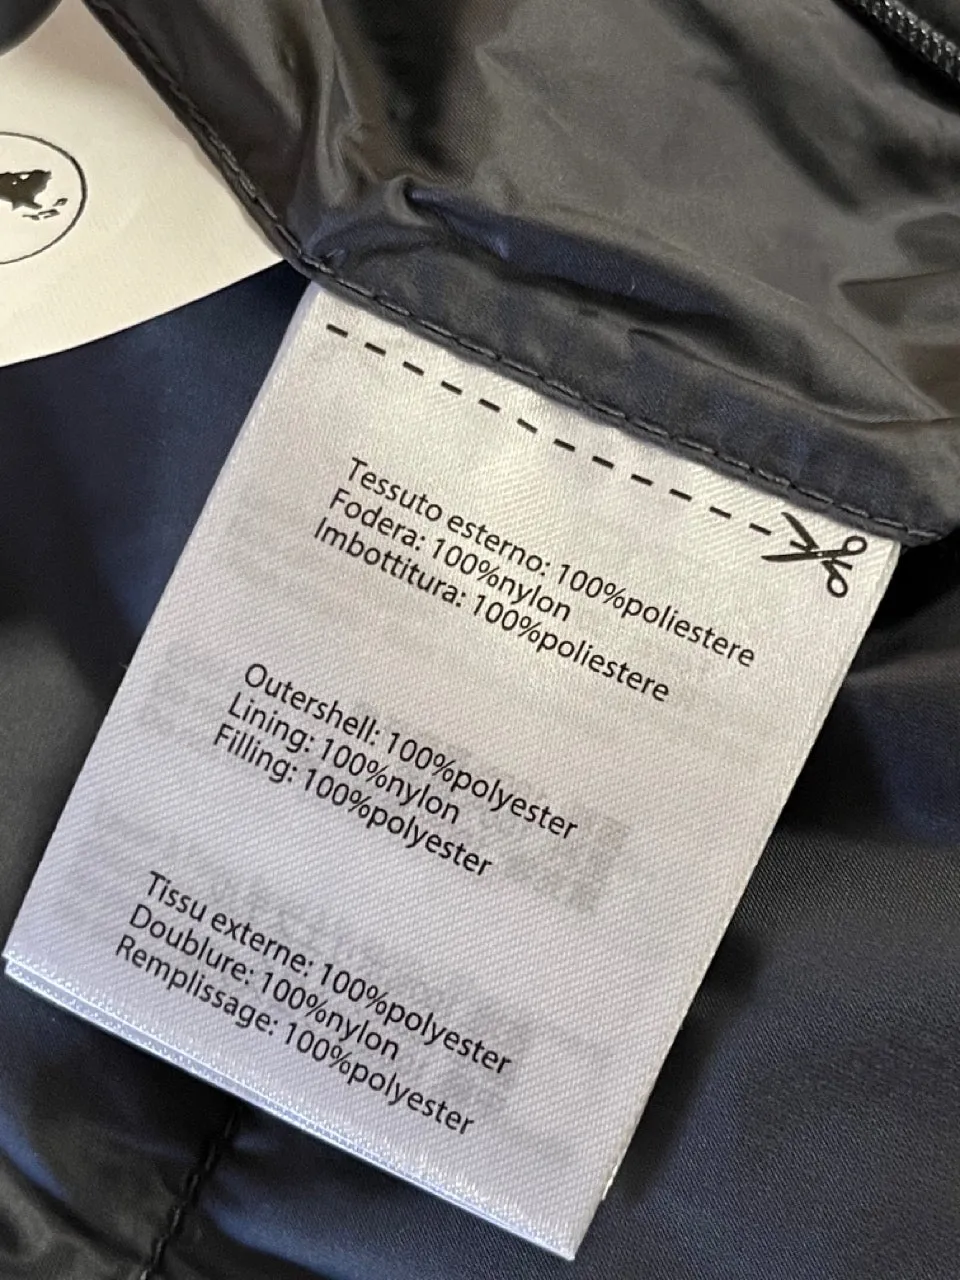 Tessuto esterno: 100%poliestere
Fodera: 100%nylon
Imbottitura: 100%poliestere
Outershell: 100%polyester
Lining: 100%nylon
Filling: 100%polyester
Tissu externe: 100%polyester
Doublure: 100%nylon
Remplissage: 100%polyester